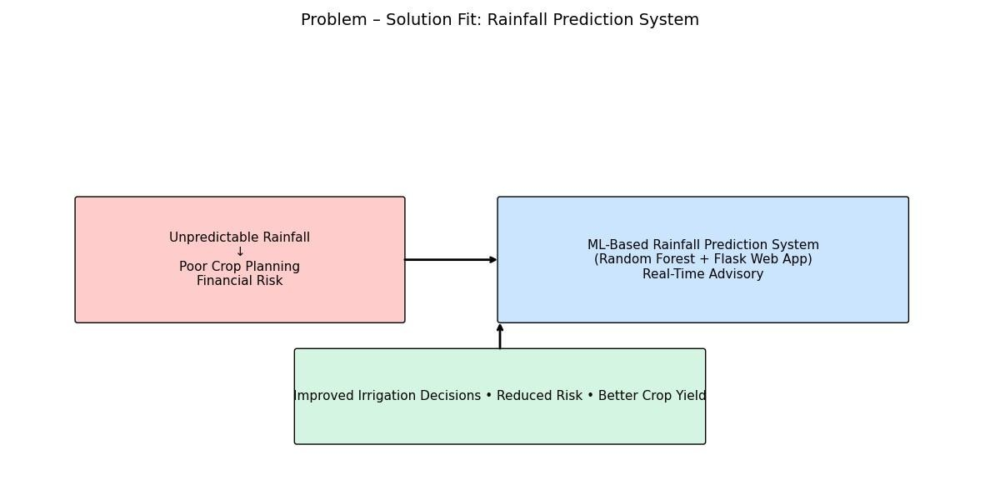 Problem – Solution Fit: Rainfall Prediction System
Unpredictable Rainfall
↓
Poor Crop Planning
Financial Risk
ML-Based Rainfall Prediction System
(Random Forest + Flask Web App)
Real-Time Advisory
Improved Irrigation Decisions • Reduced Risk • Better Crop Yield